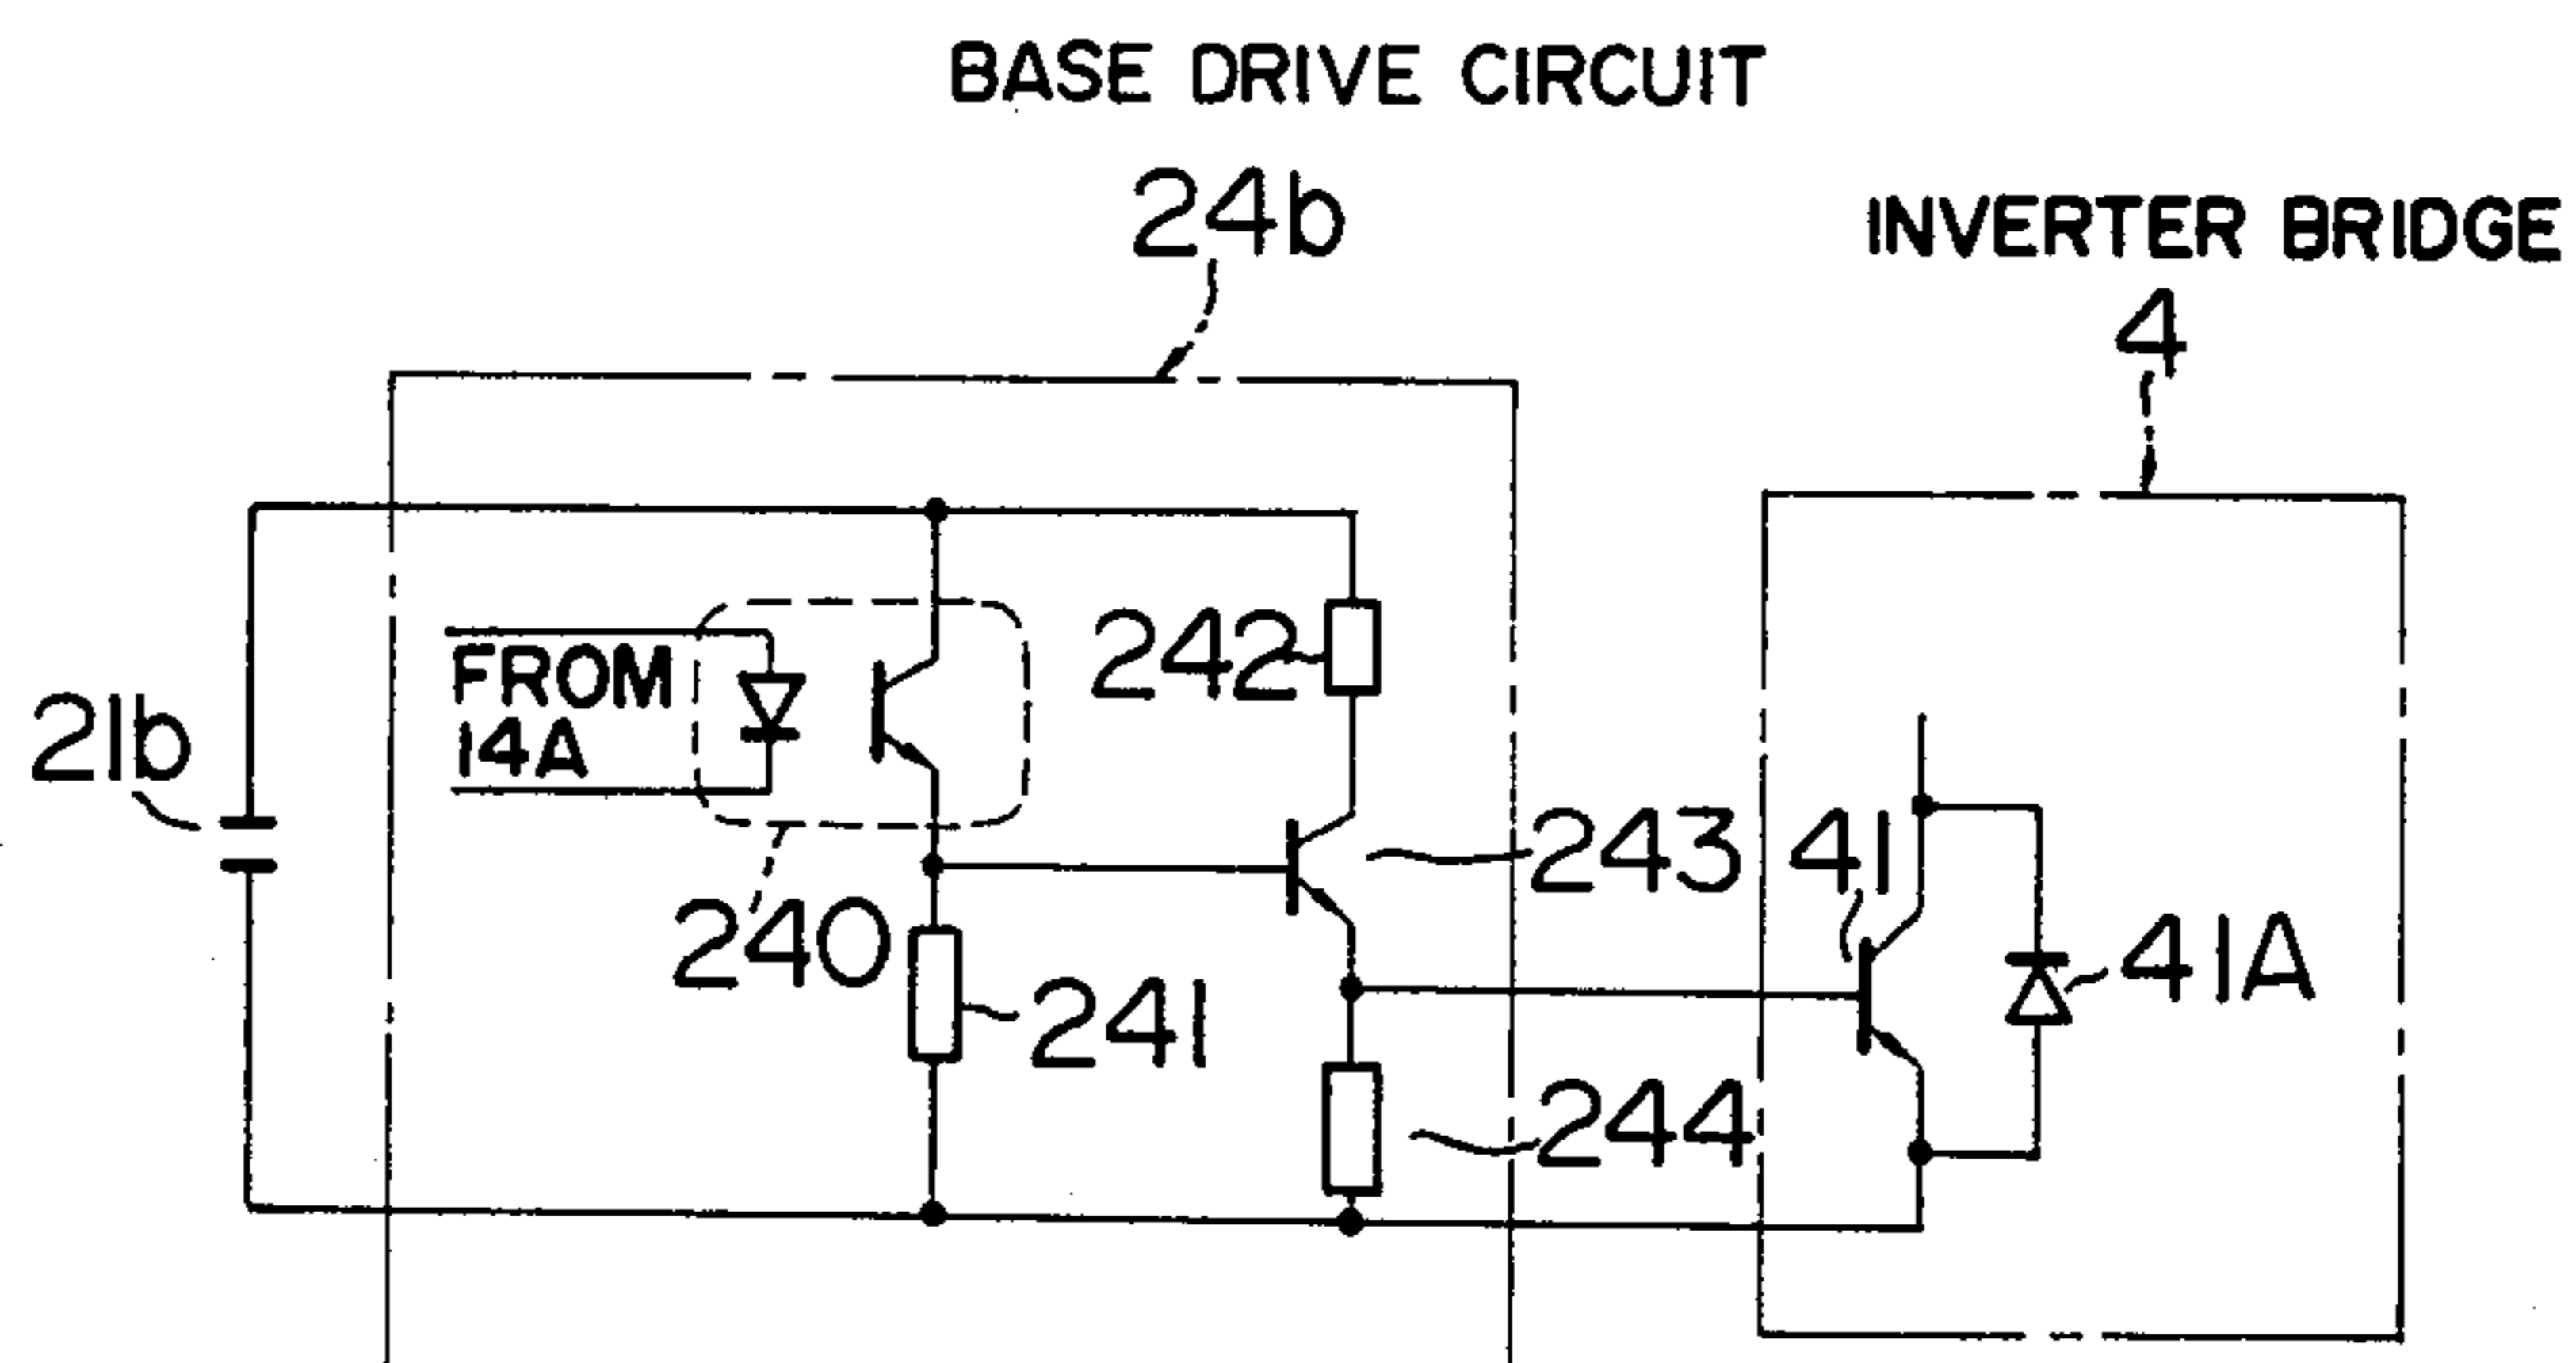 BASE DRIVE CIRCUIT
24b
INVERTER BRIDGE
4
FROM
14A
242
21b
243
41
240
241
41A
244